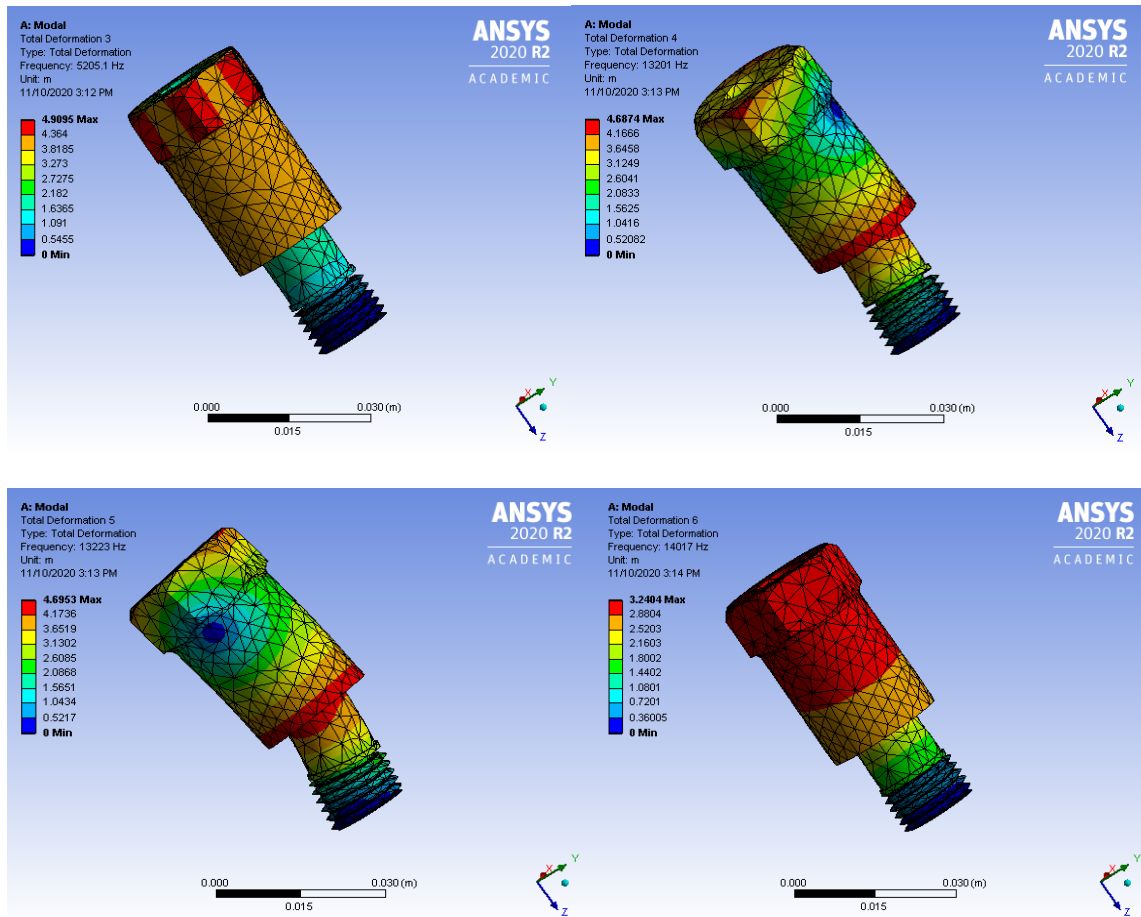 A: Modal
Total Deformation 3
Type: Total Deformation
Frequency: 5205.1 Hz
Unit: m
11/10/2020 3:12 PM
4.9095 Max
4.364
3.8185
3.273
2.7275
2.182
1.6365
1.091
0.5455
0 Min
ANSYS
2020 R2
ACADEMIC
0.000
0.030 (m)
0.015
X
Y
Z
A: Modal
Total Deformation 4
Type: Total Deformation
Frequency: 13201 Hz
Unit: m
11/10/2020 3:13 PM
4.6874 Max
4.1666
3.6458
3.1249
2.6041
2.0833
1.5625
1.0416
0.52082
0 Min
ANSYS
2020 R2
ACADEMIC
0.000
0.030 (m)
0.015
X
Y
Z
A: Modal
Total Deformation 5
Type: Total Deformation
Frequency: 13223 Hz
Unit: m
11/10/2020 3:13 PM
4.6953 Max
4.1736
3.6519
3.1302
2.6085
2.0868
1.5651
1.0434
0.5217
0 Min
ANSYS
2020 R2
ACADEMIC
0.000
0.030 (m)
0.015
X
Y
Z
A: Modal
Total Deformation 6
Type: Total Deformation
Frequency: 14017 Hz
Unit: m
11/10/2020 3:14 PM
3.2404 Max
2.8804
2.5203
2.1603
1.8002
1.4402
1.0801
0.7201
0.36005
0 Min
ANSYS
2020 R2
ACADEMIC
0.000
0.030 (m)
0.015
X
Y
Z